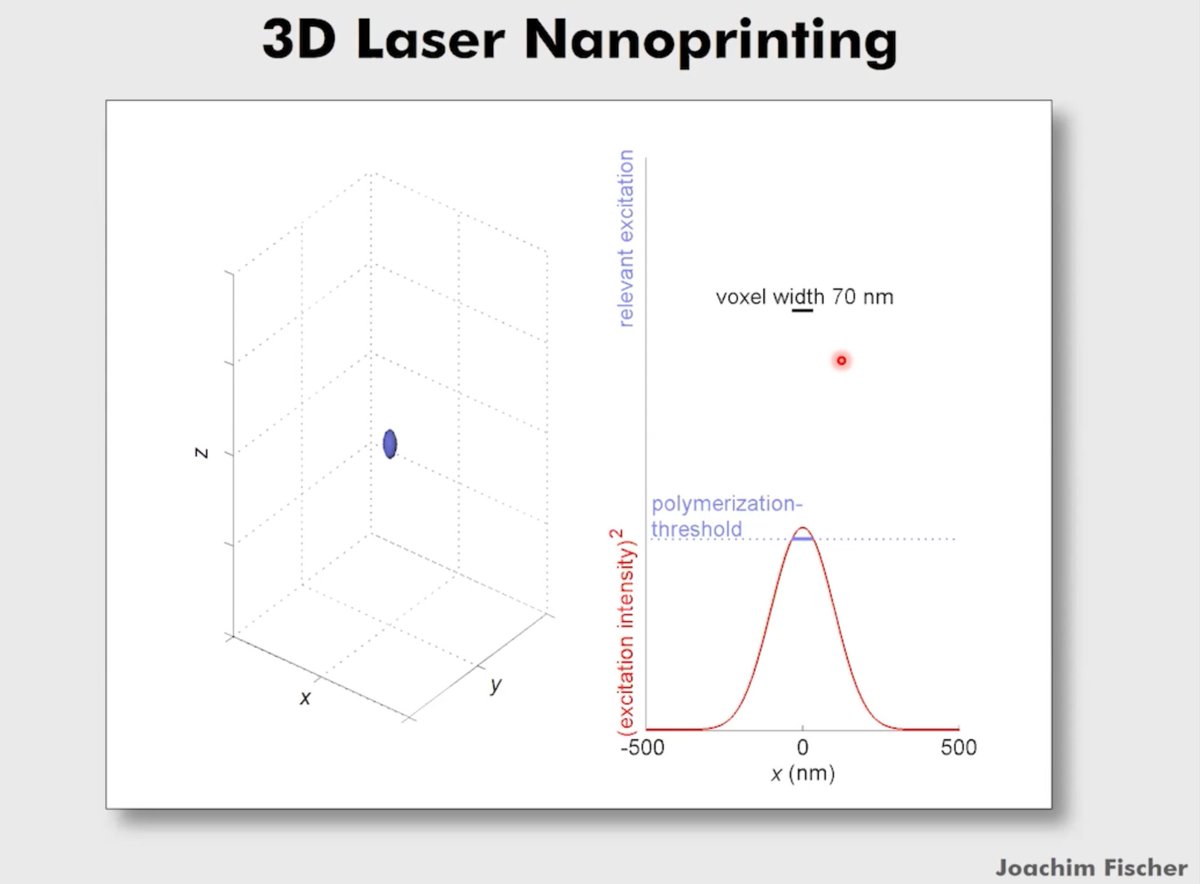 3D Laser Nanoprinting
z
x
y
relevant excitation
voxel width 70 nm
polymerization-
threshold
(excitation intensity)²
-500
0
500
x (nm)
Joachim Fischer